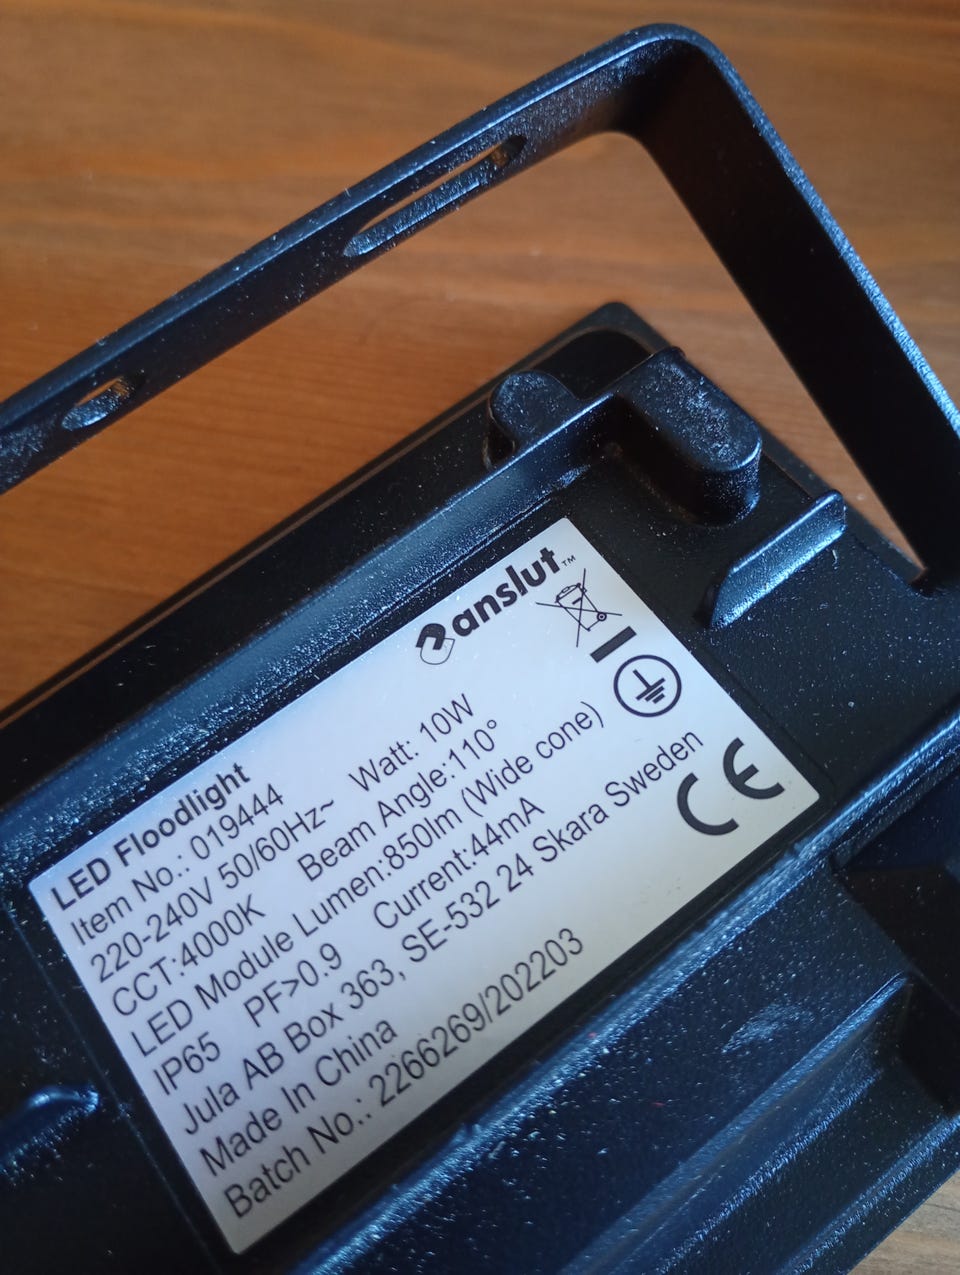 anslut™
LED Floodlight
Item No.: 019444
220-240V 50/60Hz~ Watt: 10W
CCT:4000K Beam Angle:110°
LED Module Lumen:850lm (Wide cone)
IP65 PF>0.9 Current:44mA
Jula AB Box 363, SE-532 24 Skara Sweden
Made In China
Batch No.: 2266269/202203
CE